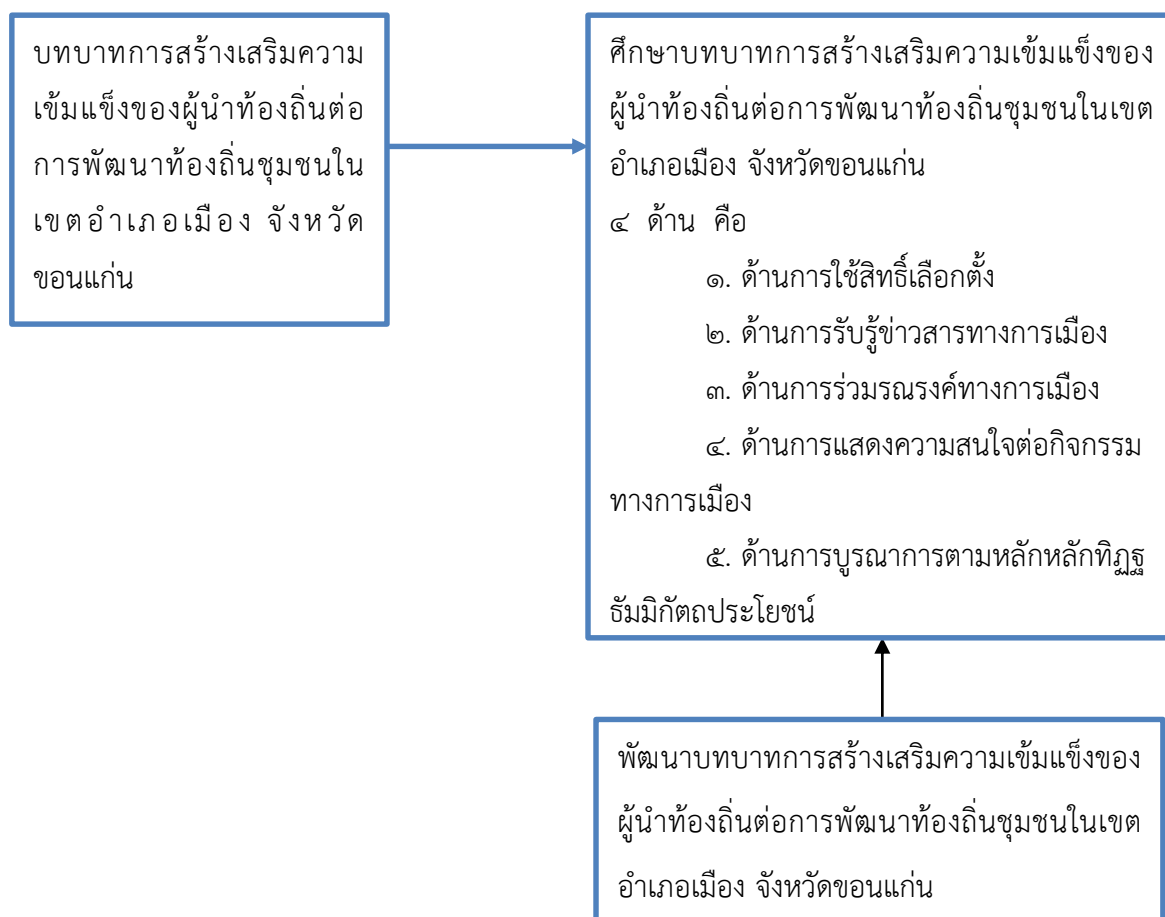 บทบาทการสร้างเสริมความ
เข้มแข็งของผู้นำท้องถิ่นต่อ
การพัฒนาท้องถิ่นชุมชนใน
เขตอำเภอเมือง จังหวัด
ขอนแก่น
ศึกษาบทบาทการสร้างเสริมความเข้มแข็งของ
ผู้นำท้องถิ่นต่อการพัฒนาท้องถิ่นชุมชนในเขต
อำเภอเมือง จังหวัดขอนแก่น
๔ ด้าน คือ
๑. ด้านการใช้สิทธิ์เลือกตั้ง
๒. ด้านการรับรู้ข่าวสารทางการเมือง
๓. ด้านการร่วมรณรงค์ทางการเมือง
๔. ด้านการแสดงความสนใจต่อกิจกรรม
ทางการเมือง
๕. ด้านการบูรณาการตามหลักหลักทิฏฐ
ธัมมิกัตถประโยชน์
พัฒนาบทบาทการสร้างเสริมความเข้มแข็งของ
ผู้นำท้องถิ่นต่อการพัฒนาท้องถิ่นชุมชนในเขต
อำเภอเมือง จังหวัดขอนแก่น